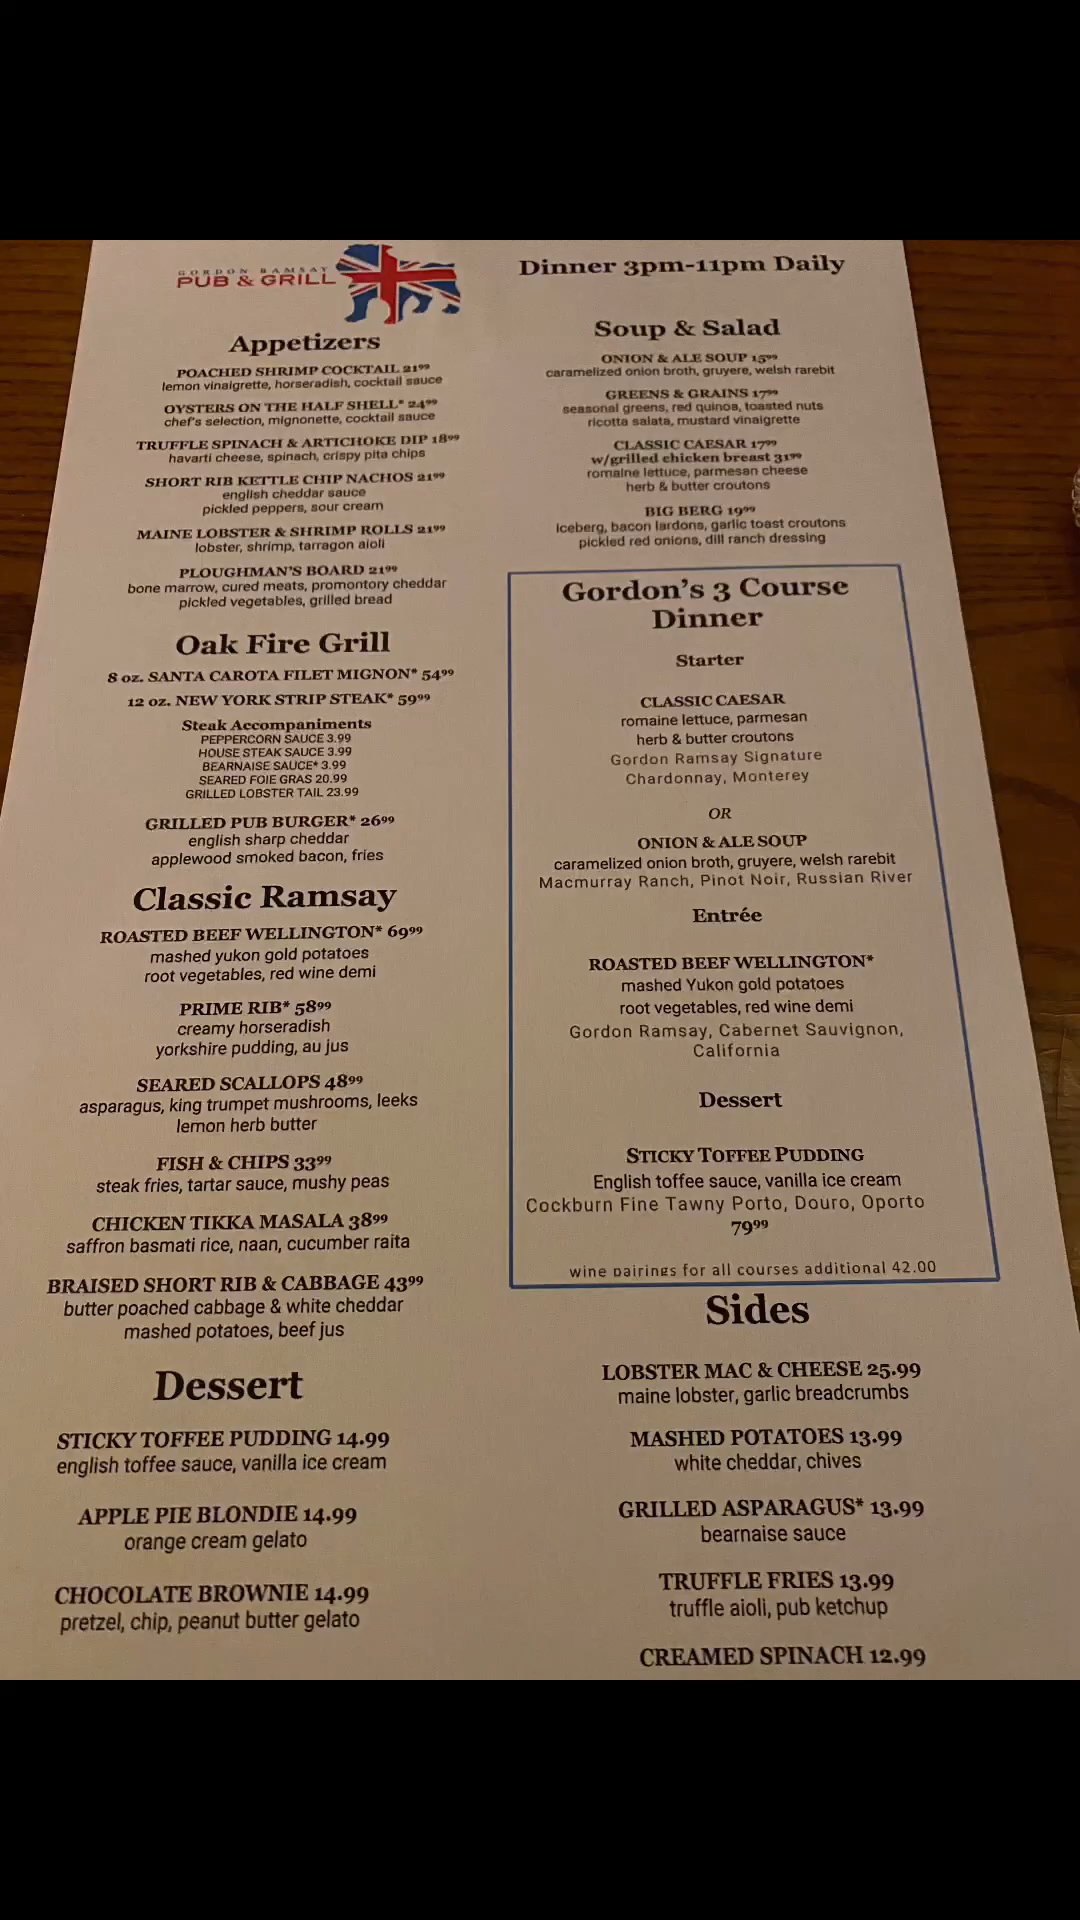 GORDON RAMSAY
PUB & GRILL
Dinner 3pm-11pm Daily
Appetizers
POACHED SHRIMP COCKTAIL 21⁹⁹
lemon vinaigrette, horseradish, cocktail sauce
OYSTERS ON THE HALF SHELL* 24⁹⁹
chef's selection, mignonette, cocktail sauce
TRUFFLE SPINACH & ARTICHOKE DIP 18⁹⁹
havarti cheese, spinach, crispy pita chips
SHORT RIB KETTLE CHIP NACHOS 21⁹⁹
english cheddar sauce
pickled peppers, sour cream
MAINE LOBSTER & SHRIMP ROLLS 21⁹⁹
lobster, shrimp, tarragon aioli
PLOUGHMAN'S BOARD 21⁹⁹
bone marrow, cured meats, promontory cheddar
pickled vegetables, grilled bread
Oak Fire Grill
8 oz. SANTA CAROTA FILET MIGNON* 54⁹⁹
12 oz. NEW YORK STRIP STEAK* 59⁹⁹
Steak Accompaniments
PEPPERCORN SAUCE 3.99
HOUSE STEAK SAUCE 3.99
BEARNAISE SAUCE* 3.99
SEARED FOIE GRAS 20.99
GRILLED LOBSTER TAIL 23.99
GRILLED PUB BURGER* 26⁹⁹
english sharp cheddar
applewood smoked bacon, fries
Classic Ramsay
ROASTED BEEF WELLINGTON* 69⁹⁹
mashed yukon gold potatoes
root vegetables, red wine demi
PRIME RIB* 58⁹⁹
creamy horseradish
yorkshire pudding, au jus
SEARED SCALLOPS 48⁹⁹
asparagus, king trumpet mushrooms, leeks
lemon herb butter
FISH & CHIPS 33⁹⁹
steak fries, tartar sauce, mushy peas
CHICKEN TIKKA MASALA 38⁹⁹
saffron basmati rice, naan, cucumber raita
BRAISED SHORT RIB & CABBAGE 43⁹⁹
butter poached cabbage & white cheddar
mashed potatoes, beef jus
Dessert
STICKY TOFFEE PUDDING 14.99
english toffee sauce, vanilla ice cream
APPLE PIE BLONDIE 14.99
orange cream gelato
CHOCOLATE BROWNIE 14.99
pretzel, chip, peanut butter gelato
Soup & Salad
ONION & ALE SOUP 15⁹⁹
caramelized onion broth, gruyere, welsh rarebit
GREENS & GRAINS 17⁹⁹
seasonal greens, red quinoa, toasted nuts
ricotta salata, mustard vinaigrette
CLASSIC CAESAR 17⁹⁹
w/grilled chicken breast 31⁹⁹
romaine lettuce, parmesan cheese
herb & butter croutons
BIG BERG 19⁹⁹
iceberg, bacon lardons, garlic toast croutons
pickled red onions, dill ranch dressing
Gordon's 3 Course
Dinner
Starter
CLASSIC CAESAR
romaine lettuce, parmesan
herb & butter croutons
Gordon Ramsay Signature
Chardonnay, Monterey
OR
ONION & ALE SOUP
caramelized onion broth, gruyere, welsh rarebit
Macmurray Ranch, Pinot Noir, Russian River
Entrée
ROASTED BEEF WELLINGTON*
mashed Yukon gold potatoes
root vegetables, red wine demi
Gordon Ramsay, Cabernet Sauvignon,
California
Dessert
STICKY TOFFEE PUDDING
English toffee sauce, vanilla ice cream
Cockburn Fine Tawny Porto, Douro, Oporto
79⁹⁹
wine pairings for all courses additional 42.00
Sides
LOBSTER MAC & CHEESE 25.99
maine lobster, garlic breadcrumbs
MASHED POTATOES 13.99
white cheddar, chives
GRILLED ASPARAGUS* 13.99
bearnaise sauce
TRUFFLE FRIES 13.99
truffle aioli, pub ketchup
CREAMED SPINACH 12.99